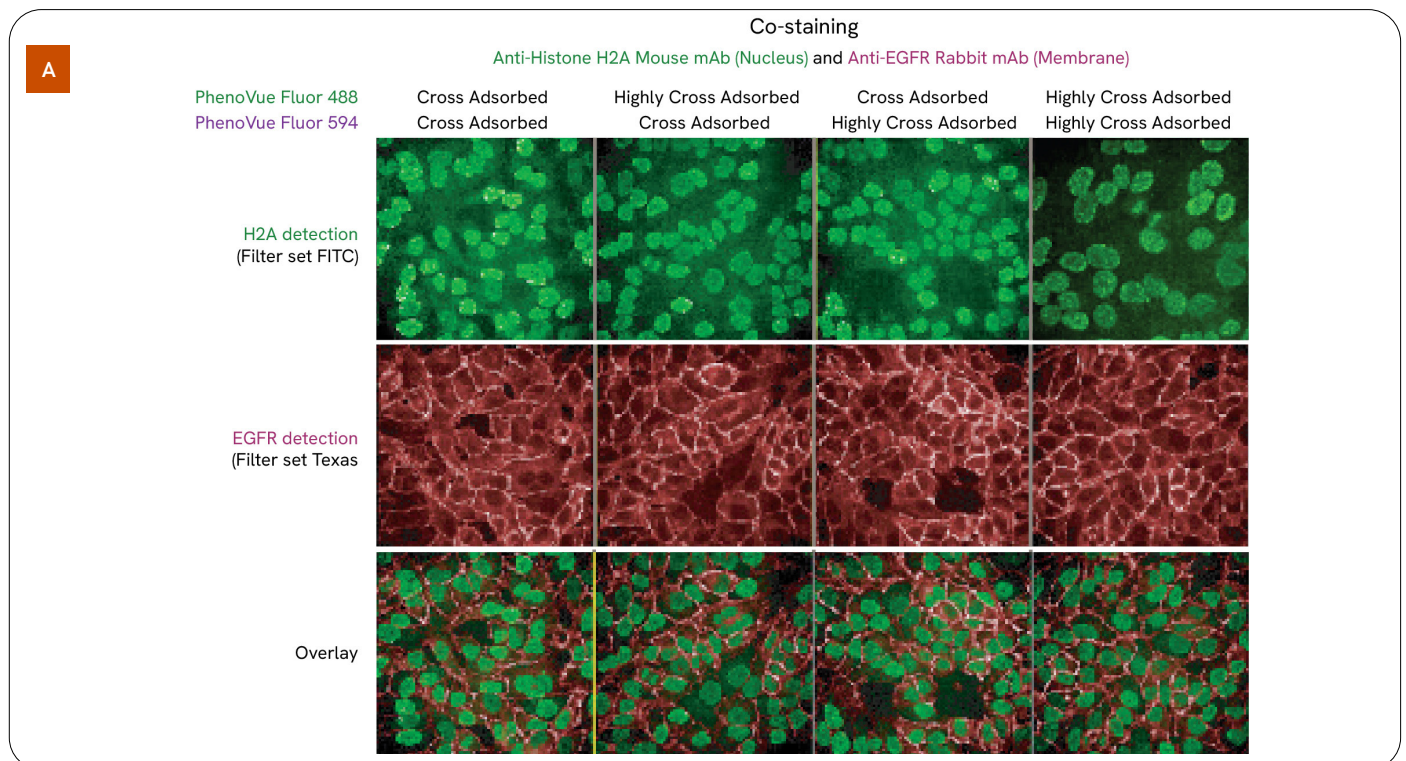 Co-staining
A
Anti-Histone H2A Mouse mAb (Nucleus) and Anti-EGFR Rabbit mAb (Membrane)
PhenoVue Fluor 488 Cross Adsorbed Highly Cross Adsorbed Cross Adsorbed Highly Cross Adsorbed
PhenoVue Fluor 594 Cross Adsorbed Cross Adsorbed Highly Cross Adsorbed Highly Cross Adsorbed
H2A detection
(Filter set FITC)
EGFR detection
(Filter set Texas
Overlay